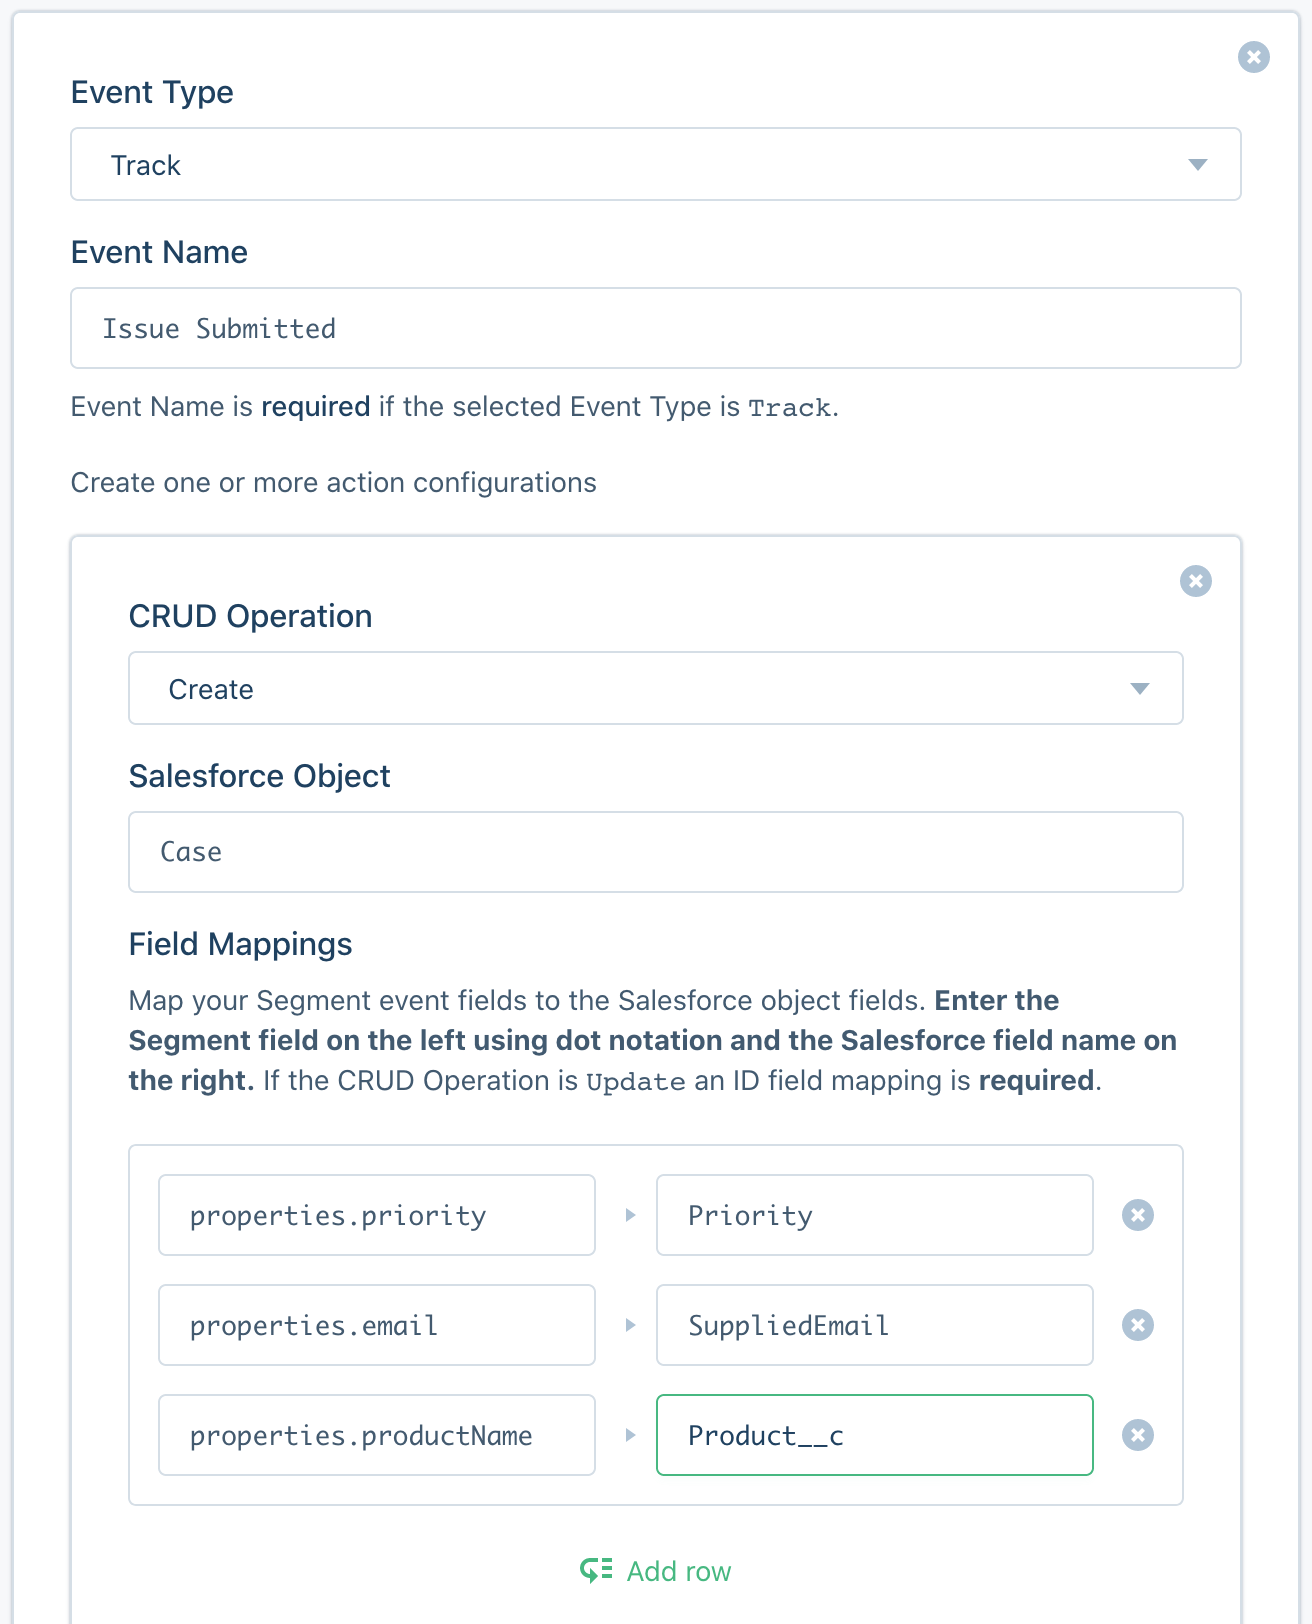 Event Type
Track
Event Name
Issue Submitted
Event Name is required if the selected Event Type is Track.
Create one or more action configurations
CRUD Operation
Create
Salesforce Object
Case
Field Mappings
Map your Segment event fields to the Salesforce object fields. Enter the
Segment field on the left using dot notation and the Salesforce field name on
the right. If the CRUD Operation is Update an ID field mapping is required.
properties.priority Priority
properties.email SuppliedEmail
properties.productName Product__c
Add row